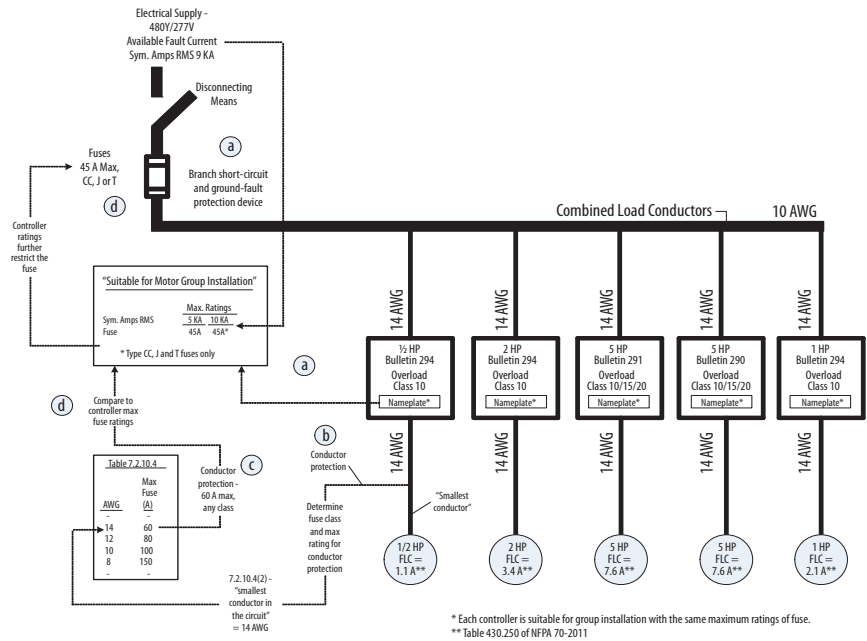 Electrical Supply -
480Y/277V
Available Fault Current
Sym. Amps RMS 9 KA
Disconnecting
Means
a
Fuses
45 A Max,
CC, J or T
d
Branch short-circuit
and ground-fault
protection device
Combined Load Conductors
10 AWG
Controller
ratings
further
restrict the
fuse
"Suitable for Motor Group Installation"
Max. Ratings
Sym. Amps RMS 5 KA 10 KA
Fuse 45A 45A*
* Type CC, J and T fuses only
a
14 AWG
14 AWG
14 AWG
14 AWG
14 AWG
½ HP
Bulletin 294
Overload
Class 10
Nameplate*
2 HP
Bulletin 294
Overload
Class 10
Nameplate*
5 HP
Bulletin 291
Overload
Class 10/15/20
Nameplate*
5 HP
Bulletin 290
Overload
Class 10/15/20
Nameplate*
1 HP
Bulletin 294
Overload
Class 10
Nameplate*
d
Compare to
controller max
fuse ratings
b
Conductor
protection
14 AWG
14 AWG
14 AWG
14 AWG
14 AWG
Table 7.2.10.4
Max
Fuse
AWG (A)
- -
14 60
12 80
10 100
8 150
- -
Conductor
protection -
60 A max,
any class
c
Determine
fuse class
and max
rating for
conductor
protection
"Smallest
conductor"
7.2.10.4(2) -
"smallest
conductor in
the circuit"
= 14 AWG
1/2 HP
FLC =
1.1 A**
2 HP
FLC =
3.4 A**
5 HP
FLC =
7.6 A**
5 HP
FLC =
7.6 A**
1 HP
FLC =
2.1 A**
* Each controller is suitable for group installation with the same maximum ratings of fuse.
** Table 430.250 of NFPA 70-2011